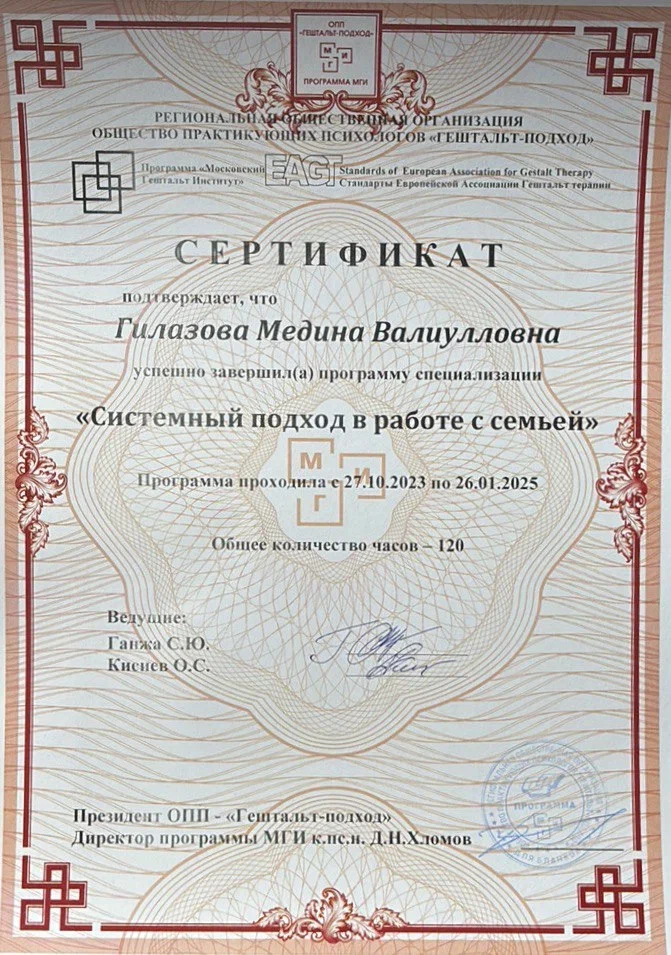 ОПП
«ГЕШТАЛЬТ-ПОДХОД»
М И
Г
ПРОГРАММА МГИ
РЕГИОНАЛЬНАЯ ОБЩЕСТВЕННАЯ ОРГАНИЗАЦИЯ
ОБЩЕСТВО ПРАКТИКУЮЩИХ ПСИХОЛОГОВ «ГЕШТАЛЬТ-ПОДХОД»
Программа «Московский
Гештальт Институт»
EAGT
Standards of European Association for Gestalt Therapy
Стандарты Европейской Ассоциации Гештальт терапии
СЕРТИФИКАТ
подтверждает, что
Гилазова Медина Валиулловна
успешно завершил(а) программу специализации
«Системный подход в работе с семьей»
М И
Г
Программа проходила с 27.10.2023 по 26.01.2025
Общее количество часов – 120
Ведущие:
Ганжа С.Ю.
Киснев О.С.
Президент ОПП - «Гештальт-подход»
Директор программы МГИ к.пс.н. Д.Н.Хломов
ПРОГРАММА